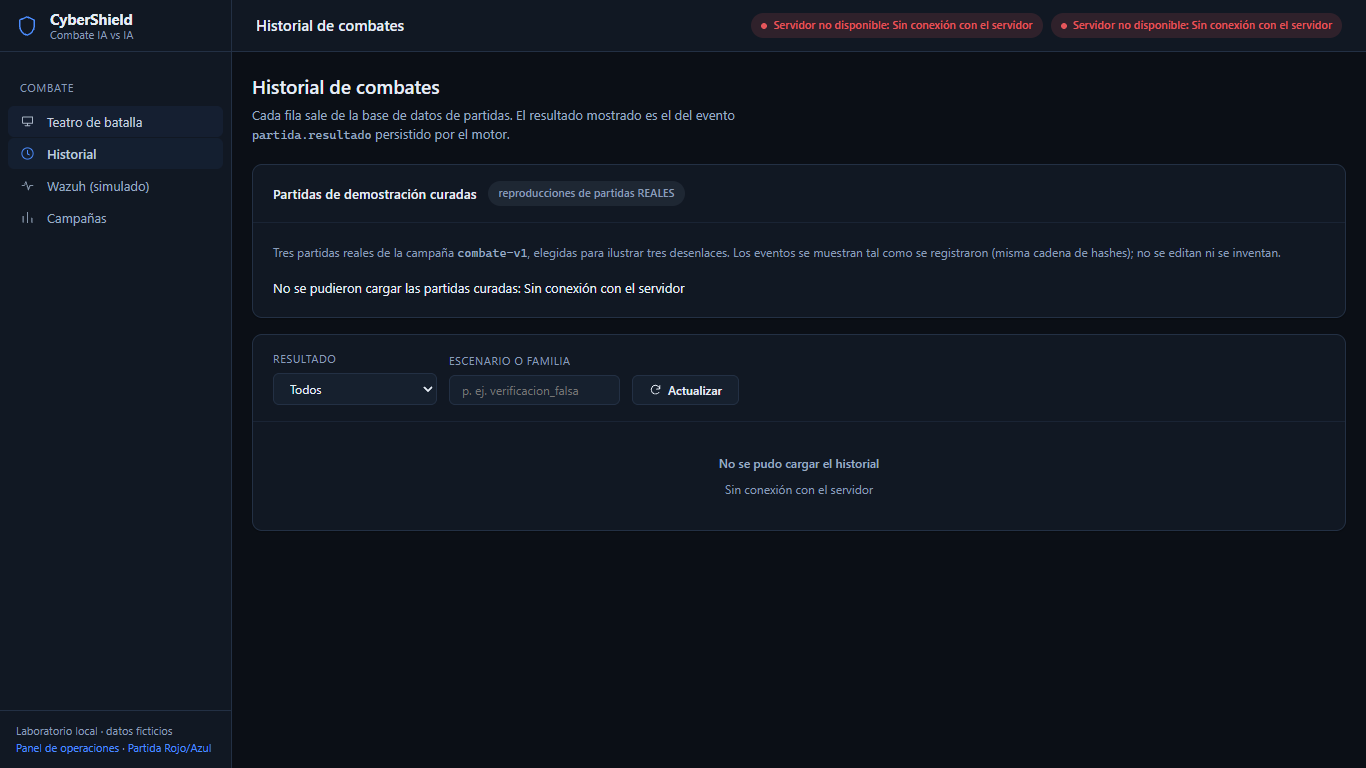 CyberShield
Combate IA vs IA
Historial de combates
Servidor no disponible: Sin conexión con el servidor
Servidor no disponible: Sin conexión con el servidor
COMBATE
Teatro de batalla
Historial
Wazuh (simulado)
Campañas
Historial de combates
Cada fila sale de la base de datos de partidas. El resultado mostrado es el del evento
partida.resultado persistido por el motor.
Partidas de demostración curadas
reproducciones de partidas REALES
Tres partidas reales de la campaña combate-v1, elegidas para ilustrar tres desenlaces. Los eventos se muestran tal como se registraron (misma cadena de hashes); no se editan ni se inventan.
No se pudieron cargar las partidas curadas: Sin conexión con el servidor
RESULTADO
ESCENARIO O FAMILIA
Todos
p. ej. verificacion_falsa
Actualizar
No se pudo cargar el historial
Sin conexión con el servidor
Laboratorio local · datos ficticios
Panel de operaciones · Partida Rojo/Azul